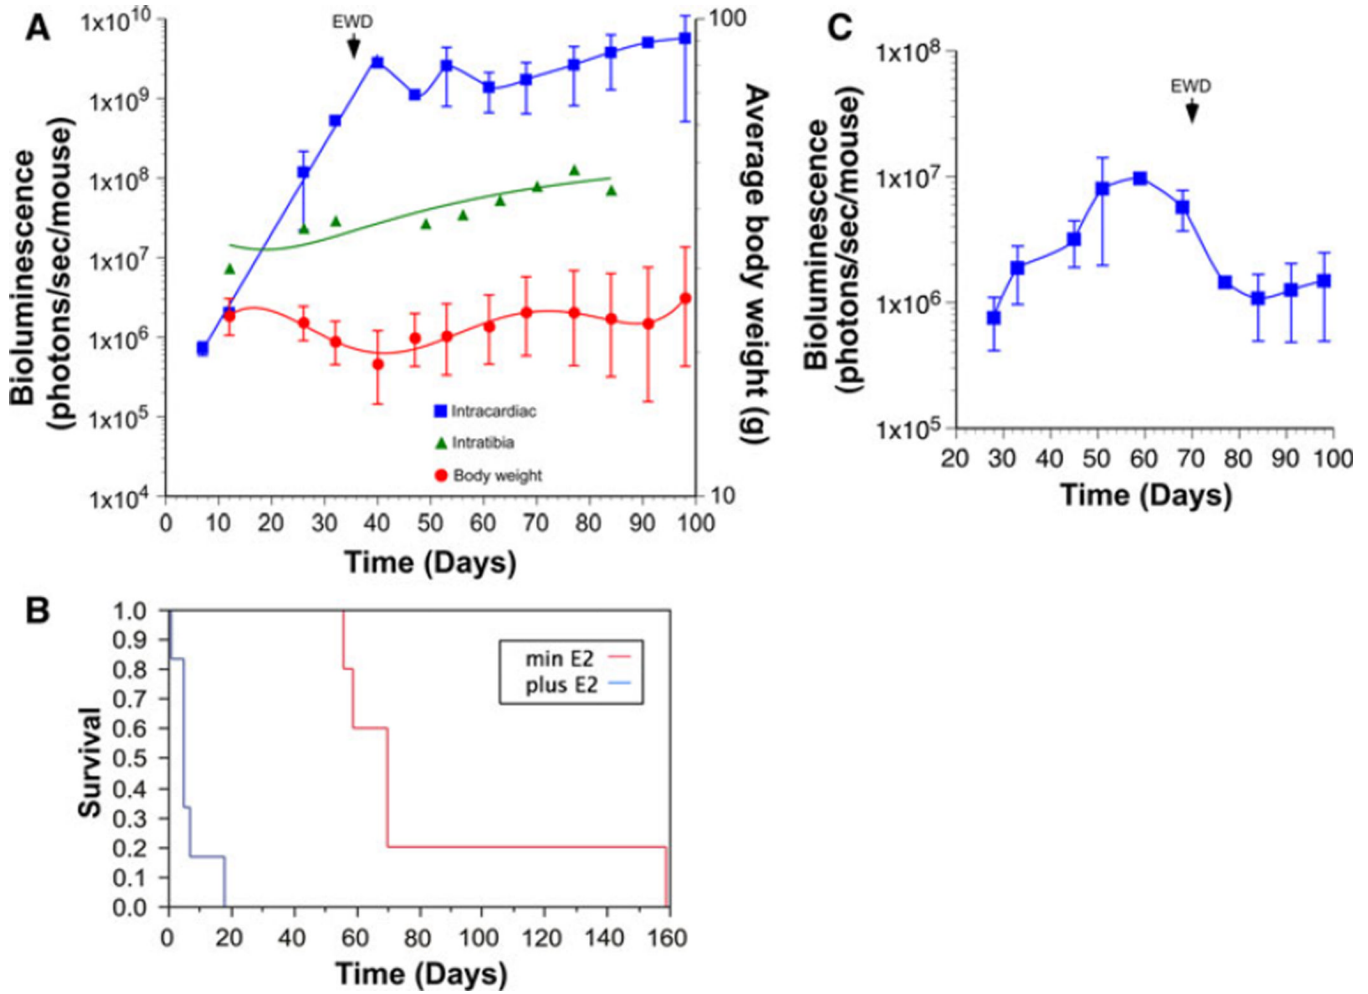 A
EWD
1x10^10
1x10^9
1x10^8
1x10^7
1x10^6
1x10^5
1x10^4
Bioluminescence
(photons/sec/mouse)
100
10
Average body weight (g)
Intracardiac
Intratibia
Body weight
0 10 20 30 40 50 60 70 80 90 100
Time (Days)
C
EWD
1x10^8
1x10^7
1x10^6
1x10^5
Bioluminescence
(photons/sec/mouse)
20 30 40 50 60 70 80 90 100
Time (Days)
B
1.0
0.9
0.8
0.7
0.6
0.5
0.4
0.3
0.2
0.1
0.0
Survival
min E2
plus E2
0 20 40 60 80 100 120 140 160
Time (Days)